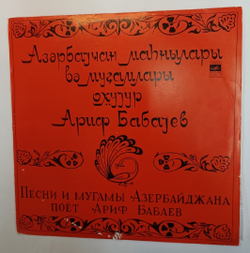 Азәрбајҹан маһнылары
вә муғамлары
охујур
Ариф Бабајев
Песни и мугамы Азербайджана
поет Ариф Бабаев